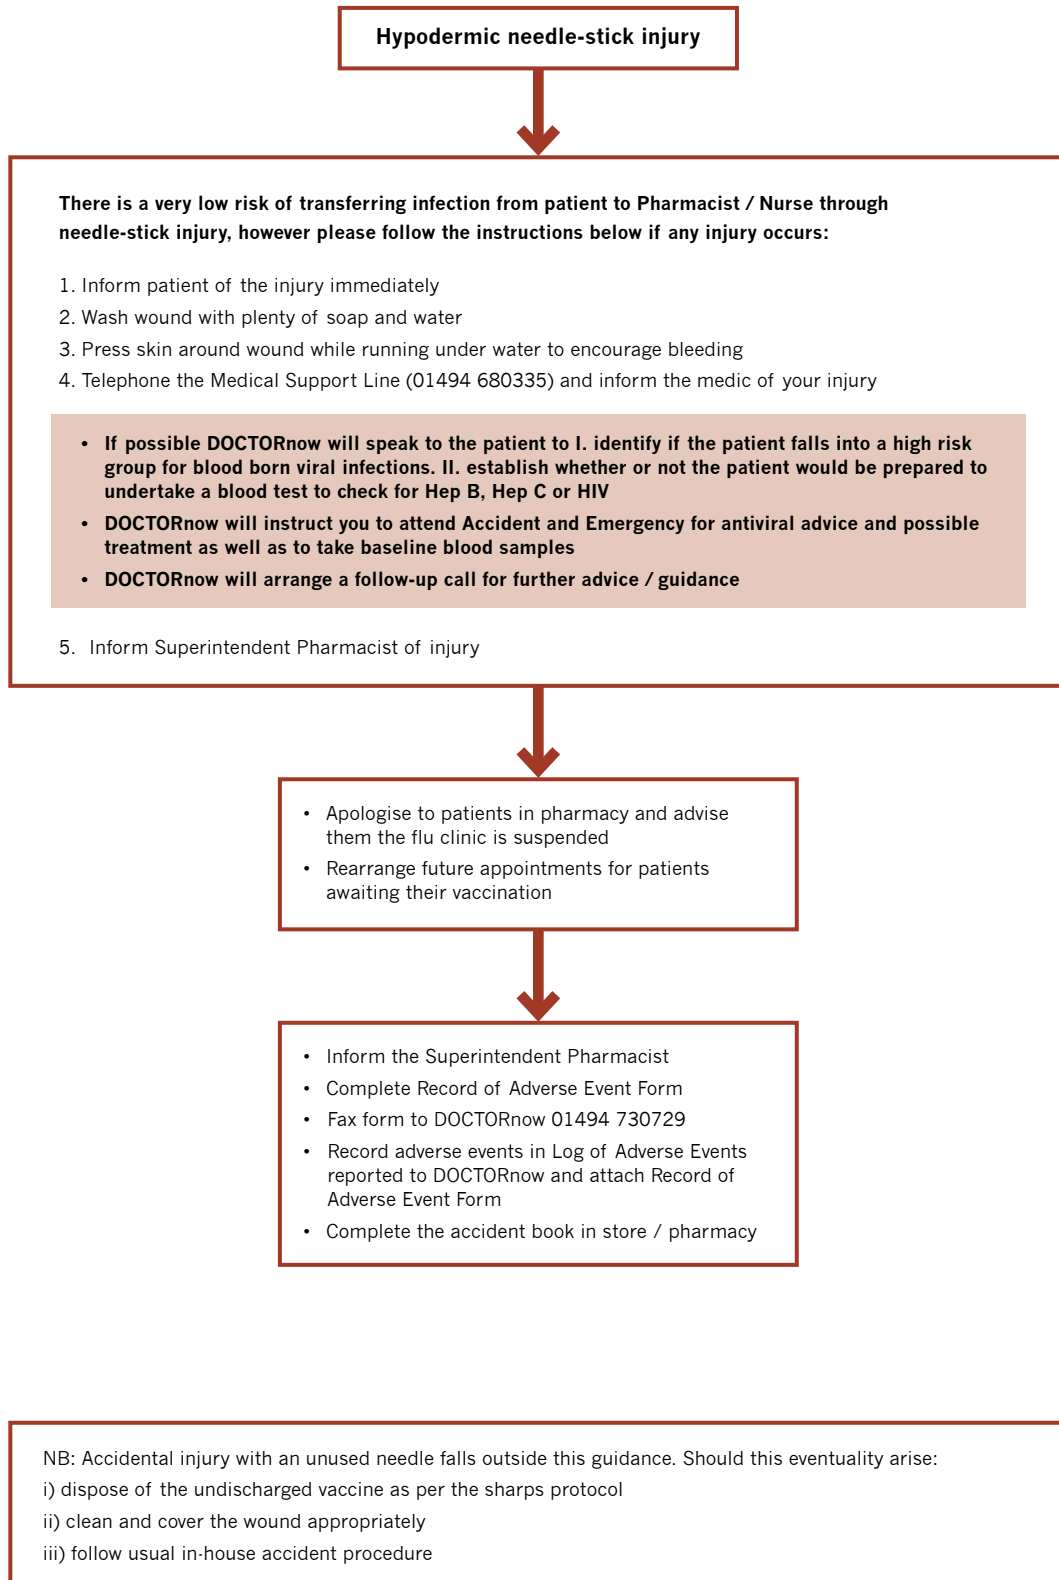 Hypodermic needle-stick injury
There is a very low risk of transferring infection from patient to Pharmacist / Nurse through
needle-stick injury, however please follow the instructions below if any injury occurs:
1. Inform patient of the injury immediately
2. Wash wound with plenty of soap and water
3. Press skin around wound while running under water to encourage bleeding
4. Telephone the Medical Support Line (01494 680335) and inform the medic of your injury
• If possible DOCTORnow will speak to the patient to I. identify if the patient falls into a high risk
group for blood born viral infections. II. establish whether or not the patient would be prepared to
undertake a blood test to check for Hep B, Hep C or HIV
• DOCTORnow will instruct you to attend Accident and Emergency for antiviral advice and possible
treatment as well as to take baseline blood samples
• DOCTORnow will arrange a follow-up call for further advice / guidance
5. Inform Superintendent Pharmacist of injury
• Apologise to patients in pharmacy and advise
them the flu clinic is suspended
• Rearrange future appointments for patients
awaiting their vaccination
• Inform the Superintendent Pharmacist
• Complete Record of Adverse Event Form
• Fax form to DOCTORnow 01494 730729
• Record adverse events in Log of Adverse Events
reported to DOCTORnow and attach Record of
Adverse Event Form
• Complete the accident book in store / pharmacy
NB: Accidental injury with an unused needle falls outside this guidance. Should this eventuality arise:
i) dispose of the undischarged vaccine as per the sharps protocol
ii) clean and cover the wound appropriately
iii) follow usual in-house accident procedure